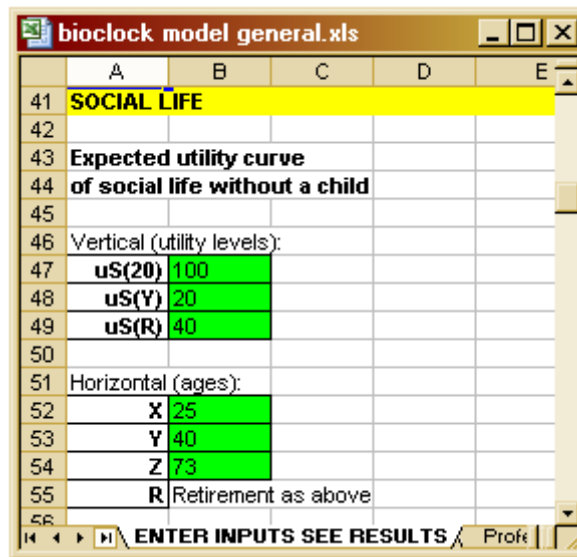 bioclock model general.xls
A B C D E
41 SOCIAL LIFE
42
43 Expected utility curve
44 of social life without a child
45
46 Vertical (utility levels):
47 uS(20) 100
48 uS(Y) 20
49 uS(R) 40
50
51 Horizontal (ages):
52 X 25
53 Y 40
54 Z 73
55 R Retirement as above
56
ENTER INPUTS SEE RESULTS Profe